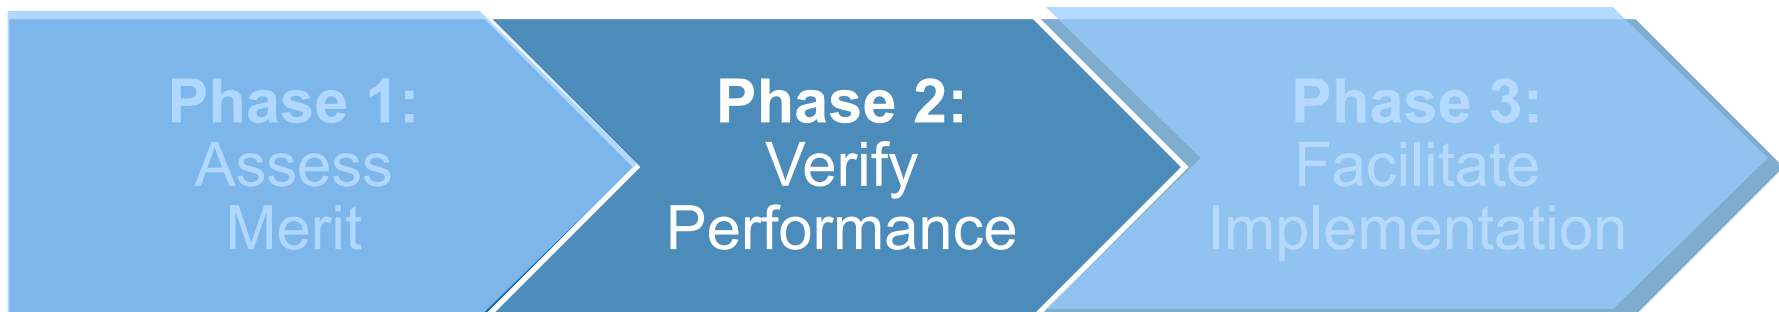 Phase 1:
Assess
Merit
Phase 2:
Verify
Performance
Phase 3:
Facilitate
Implementation